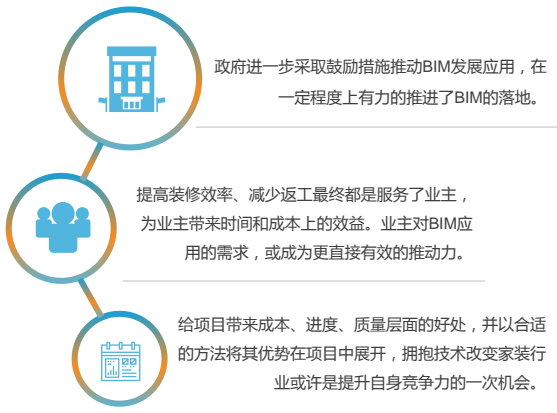 政府进一步采取鼓励措施推动BIM发展应用，在
一定程度上有力的推进了BIM的落地。
提高装修效率、减少返工最终都是服务了业主，
为业主带来时间和成本上的效益。业主对BIM应
用的需求，或成为更直接有效的推动力。
给项目带来成本、进度、质量层面的好处，并以合适
的方法将其优势在项目中展开，拥抱技术改变家装行
业或许是提升自身竞争力的一次机会。